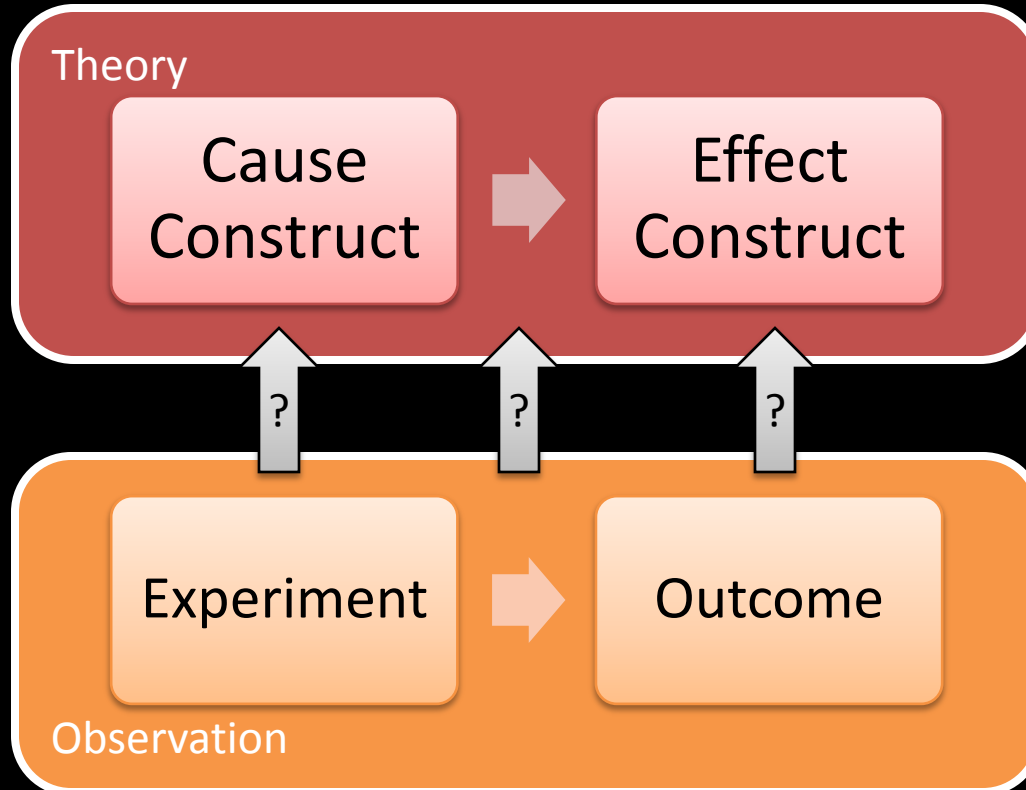 Theory
Cause
Construct
Effect
Construct
?
?
?
Experiment
Outcome
Observation